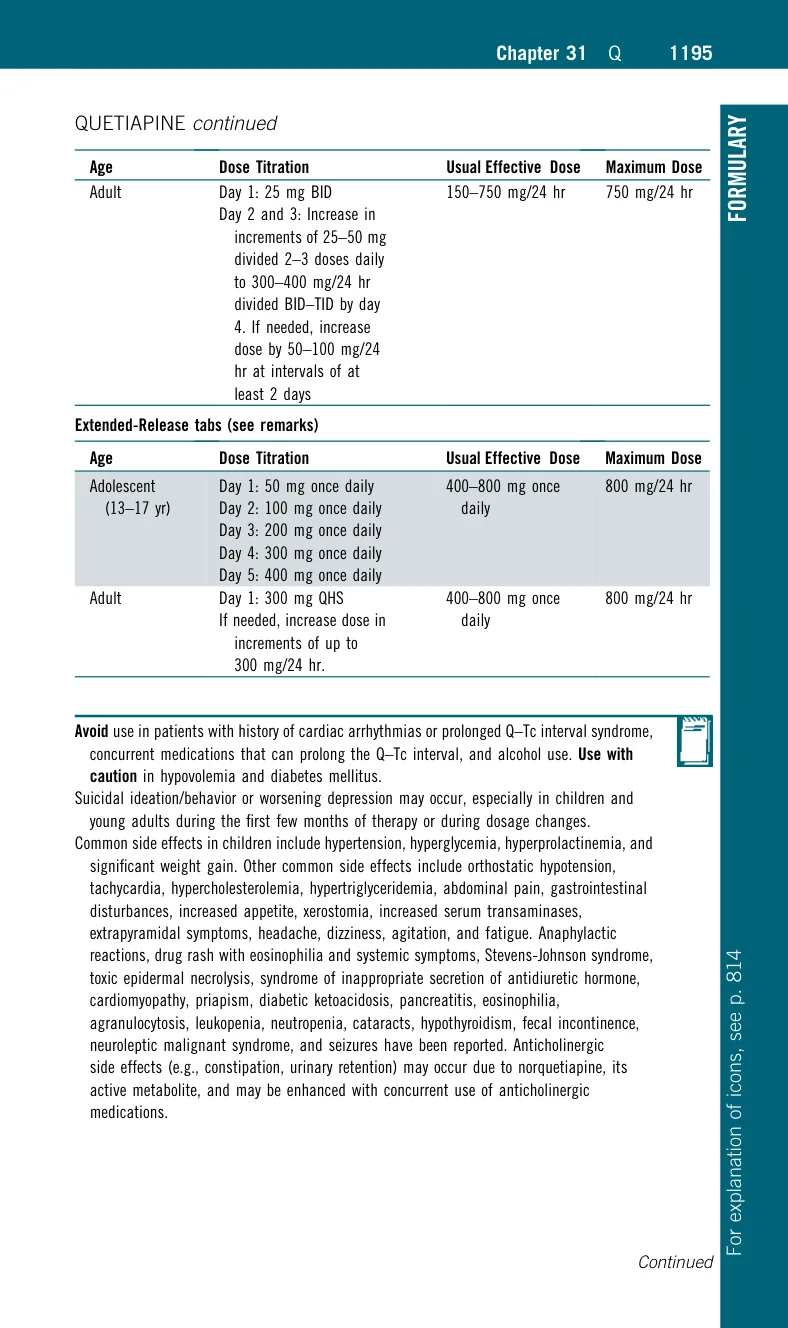 Chapter 31 Q 1195
FORMULARY
QUETIAPINE continued
Age Dose Titration Usual Effective Dose Maximum Dose
Adult Day 1: 25 mg BID 150–750 mg/24 hr 750 mg/24 hr
Day 2 and 3: Increase in
increments of 25–50 mg
divided 2–3 doses daily
to 300–400 mg/24 hr
divided BID–TID by day
4. If needed, increase
dose by 50–100 mg/24
hr at intervals of at
least 2 days
Extended-Release tabs (see remarks)
Age Dose Titration Usual Effective Dose Maximum Dose
Adolescent Day 1: 50 mg once daily 400–800 mg once 800 mg/24 hr
(13–17 yr) Day 2: 100 mg once daily daily
Day 3: 200 mg once daily
Day 4: 300 mg once daily
Day 5: 400 mg once daily
Adult Day 1: 300 mg QHS 400–800 mg once 800 mg/24 hr
If needed, increase dose in daily
increments of up to
300 mg/24 hr.
Avoid use in patients with history of cardiac arrhythmias or prolonged Q–Tc interval syndrome,
concurrent medications that can prolong the Q–Tc interval, and alcohol use. Use with
caution in hypovolemia and diabetes mellitus.
Suicidal ideation/behavior or worsening depression may occur, especially in children and
young adults during the first few months of therapy or during dosage changes.
Common side effects in children include hypertension, hyperglycemia, hyperprolactinemia, and
significant weight gain. Other common side effects include orthostatic hypotension,
tachycardia, hypercholesterolemia, hypertriglyceridemia, abdominal pain, gastrointestinal
disturbances, increased appetite, xerostomia, increased serum transaminases,
extrapyramidal symptoms, headache, dizziness, agitation, and fatigue. Anaphylactic
reactions, drug rash with eosinophilia and systemic symptoms, Stevens-Johnson syndrome,
toxic epidermal necrolysis, syndrome of inappropriate secretion of antidiuretic hormone,
cardiomyopathy, priapism, diabetic ketoacidosis, pancreatitis, eosinophilia,
agranulocytosis, leukopenia, neutropenia, cataracts, hypothyroidism, fecal incontinence,
neuroleptic malignant syndrome, and seizures have been reported. Anticholinergic
side effects (e.g., constipation, urinary retention) may occur due to norquetiapine, its
active metabolite, and may be enhanced with concurrent use of anticholinergic
medications.
For explanation of icons, see p. 814
Continued